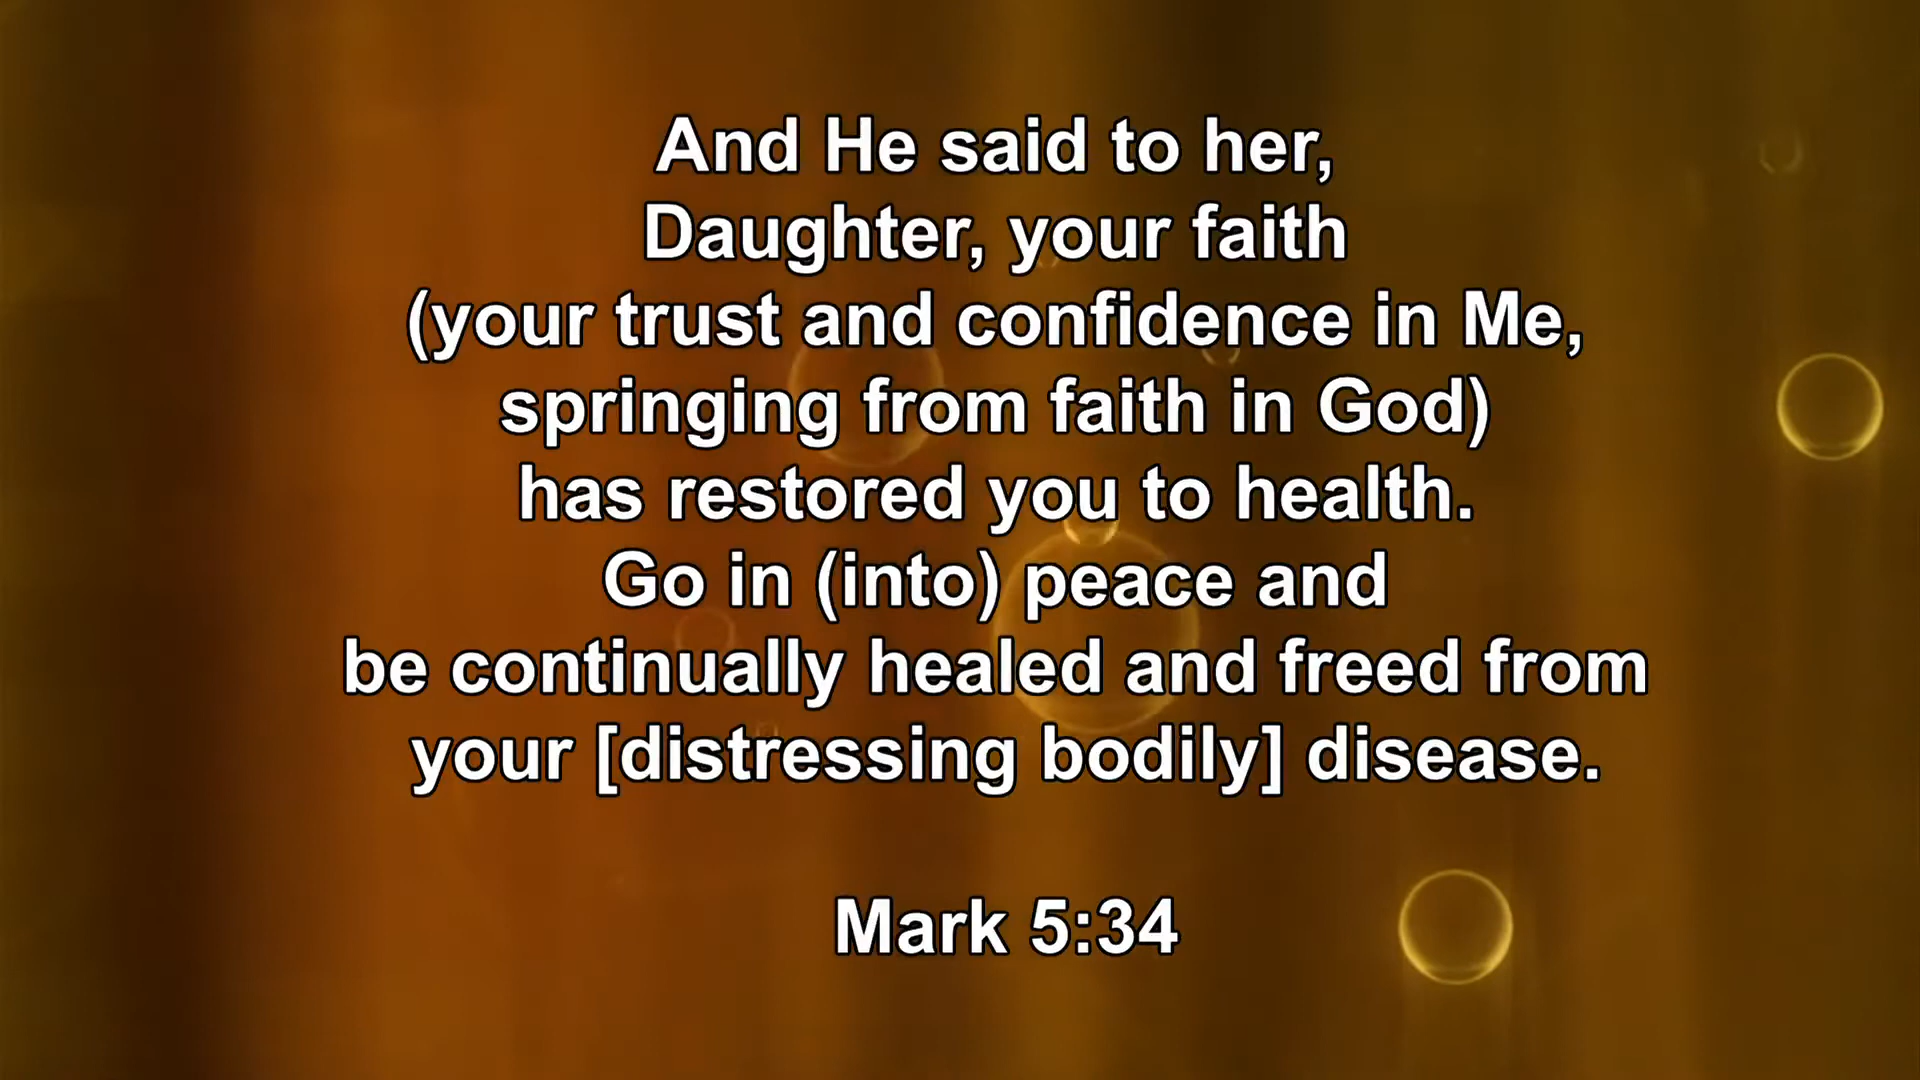 And He said to her,
Daughter, your faith
(your trust and confidence in Me,
springing from faith in God)
has restored you to health.
Go in (into) peace and
be continually healed and freed from
your [distressing bodily] disease.
Mark 5:34